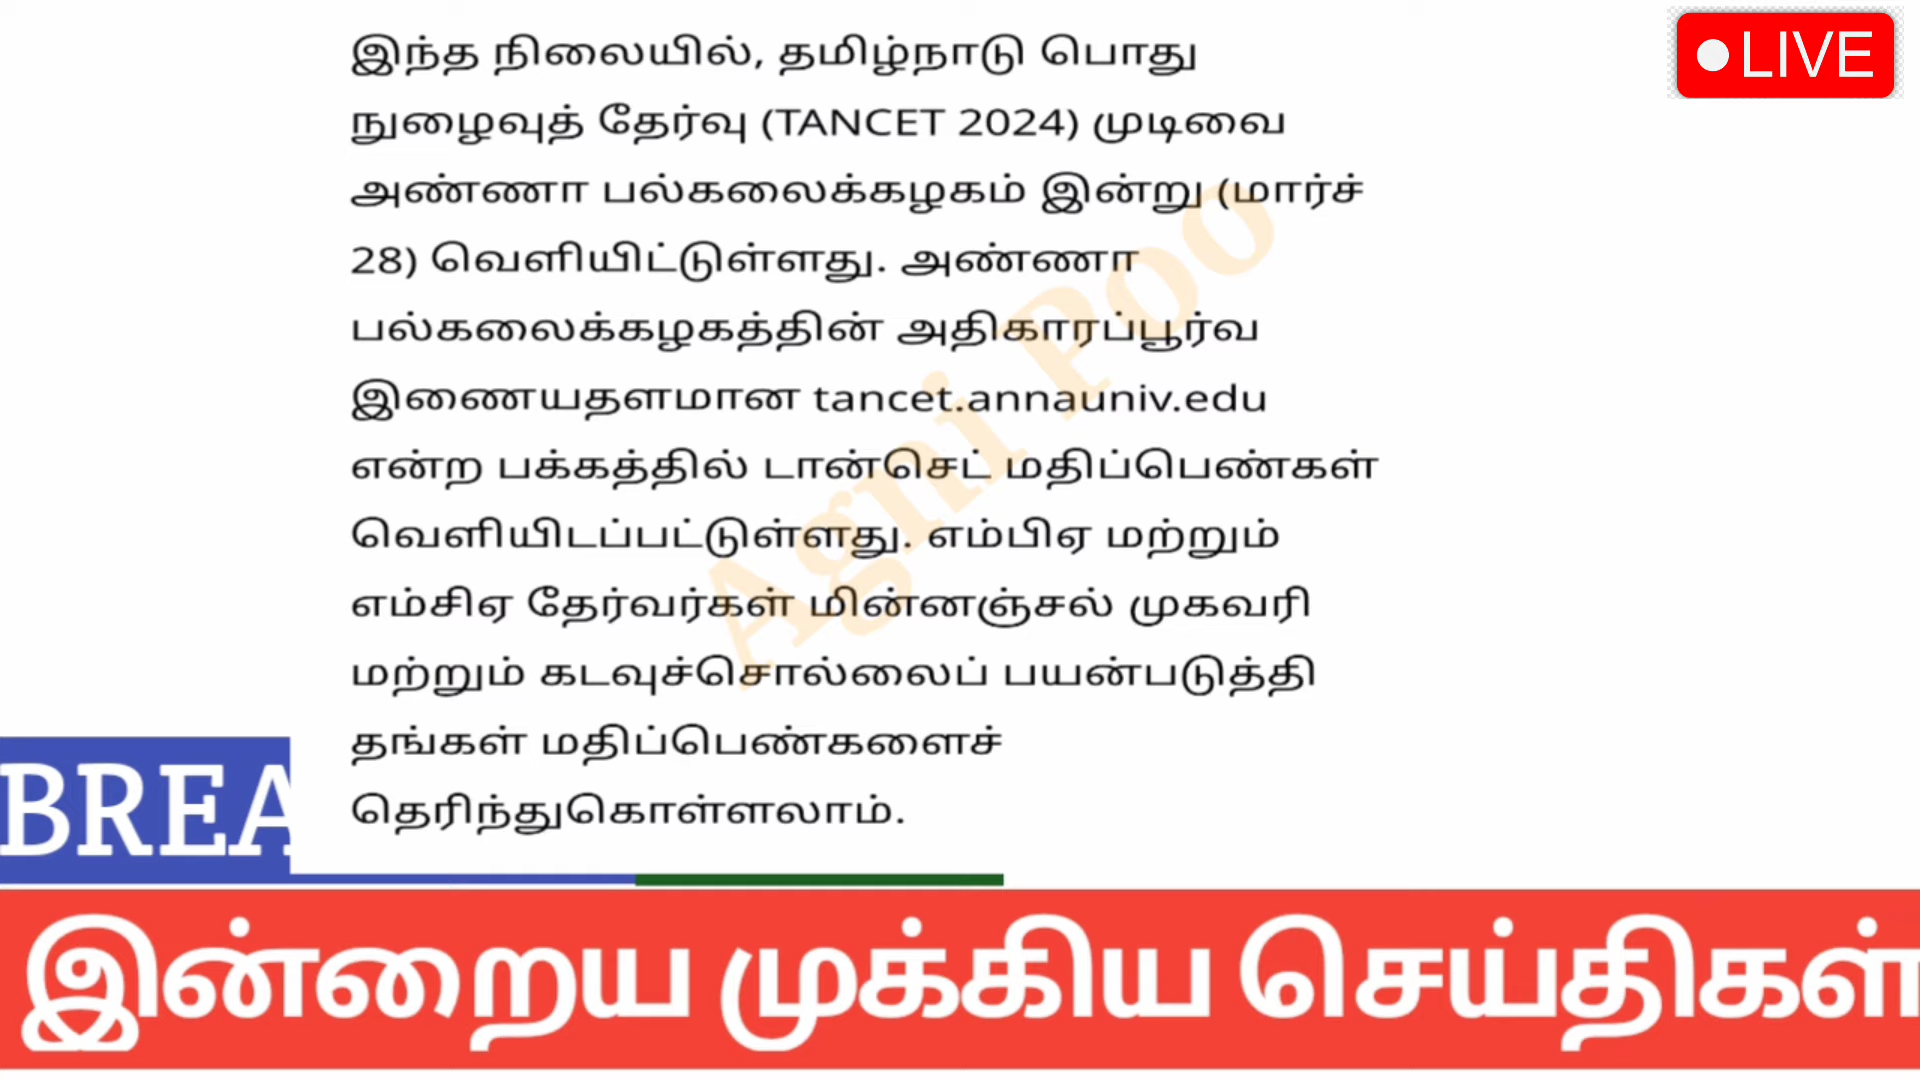 LIVE
இந்த நிலையில், தமிழ்நாடு பொது
நுழைவுத் தேர்வு (TANCET 2024) முடிவை
அண்ணா பல்கலைக்கழகம் இன்று (மார்ச்
28) வெளியிட்டுள்ளது. அண்ணா
பல்கலைக்கழகத்தின் அதிகாரப்பூர்வ
இணையதளமான tancet.annauniv.edu
என்ற பக்கத்தில் டான்செட் மதிப்பெண்கள்
வெளியிடப்பட்டுள்ளது. எம்பிஏ மற்றும்
எம்சிஏ தேர்வர்கள் மின்னஞ்சல் முகவரி
மற்றும் கடவுச்சொல்லைப் பயன்படுத்தி
தங்கள் மதிப்பெண்களைச்
தெரிந்துகொள்ளலாம்.
Agni Poo
BREA
இன்றைய முக்கிய செய்திகள்